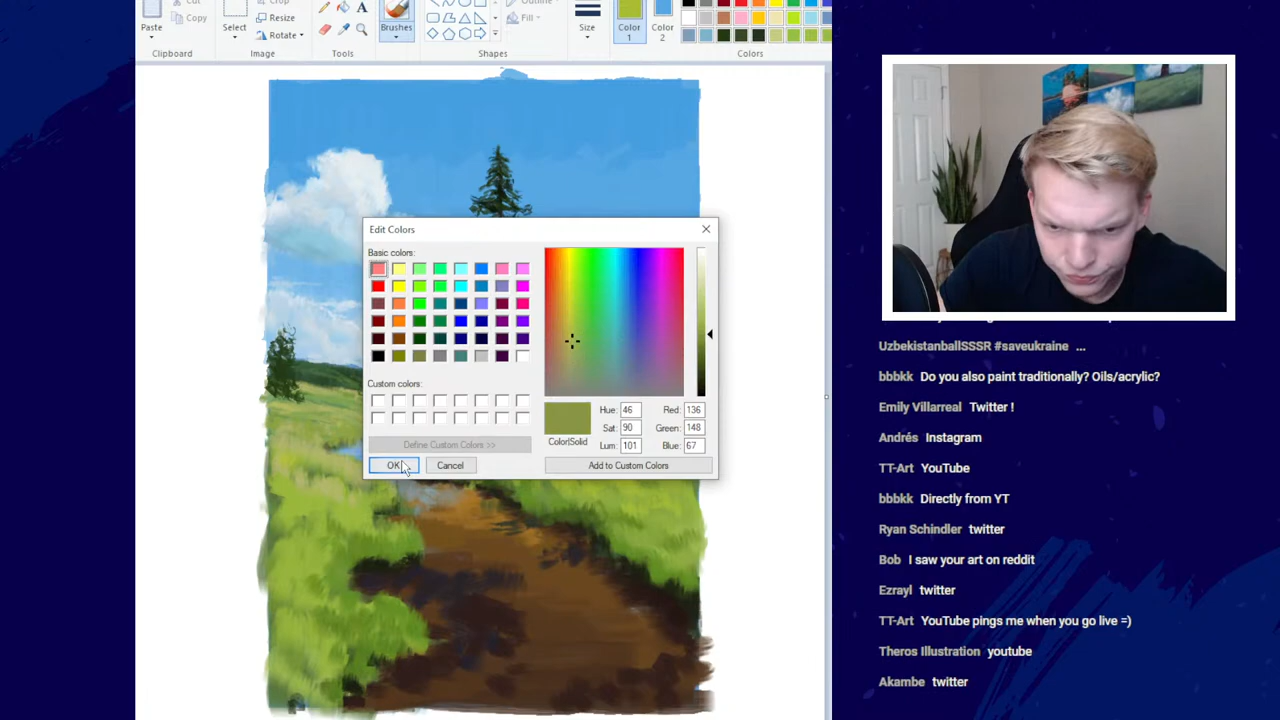 Cut
Crop
Outline
Paste
Copy
Select
Resize
Rotate
A
Brushes
Fill
Size
Color
1
Color
2
Clipboard
Image
Tools
Shapes
Colors
Edit Colors
Basic colors:
Custom colors:
Define Custom Colors >>
OK
Cancel
Color|Solid
Hue: 46
Sat: 90
Lum: 101
Red: 136
Green: 148
Blue: 67
Add to Custom Colors
UzbekistanballSSSR #saveukraine ...
bbbkk Do you also paint traditionally? Oils/acrylic?
Emily Villarreal Twitter !
Andrés Instagram
TT-Art YouTube
bbbkk Directly from YT
Ryan Schindler twitter
Bob I saw your art on reddit
Ezrayl twitter
TT-Art YouTube pings me when you go live =)
Theros Illustration youtube
Akambe twitter